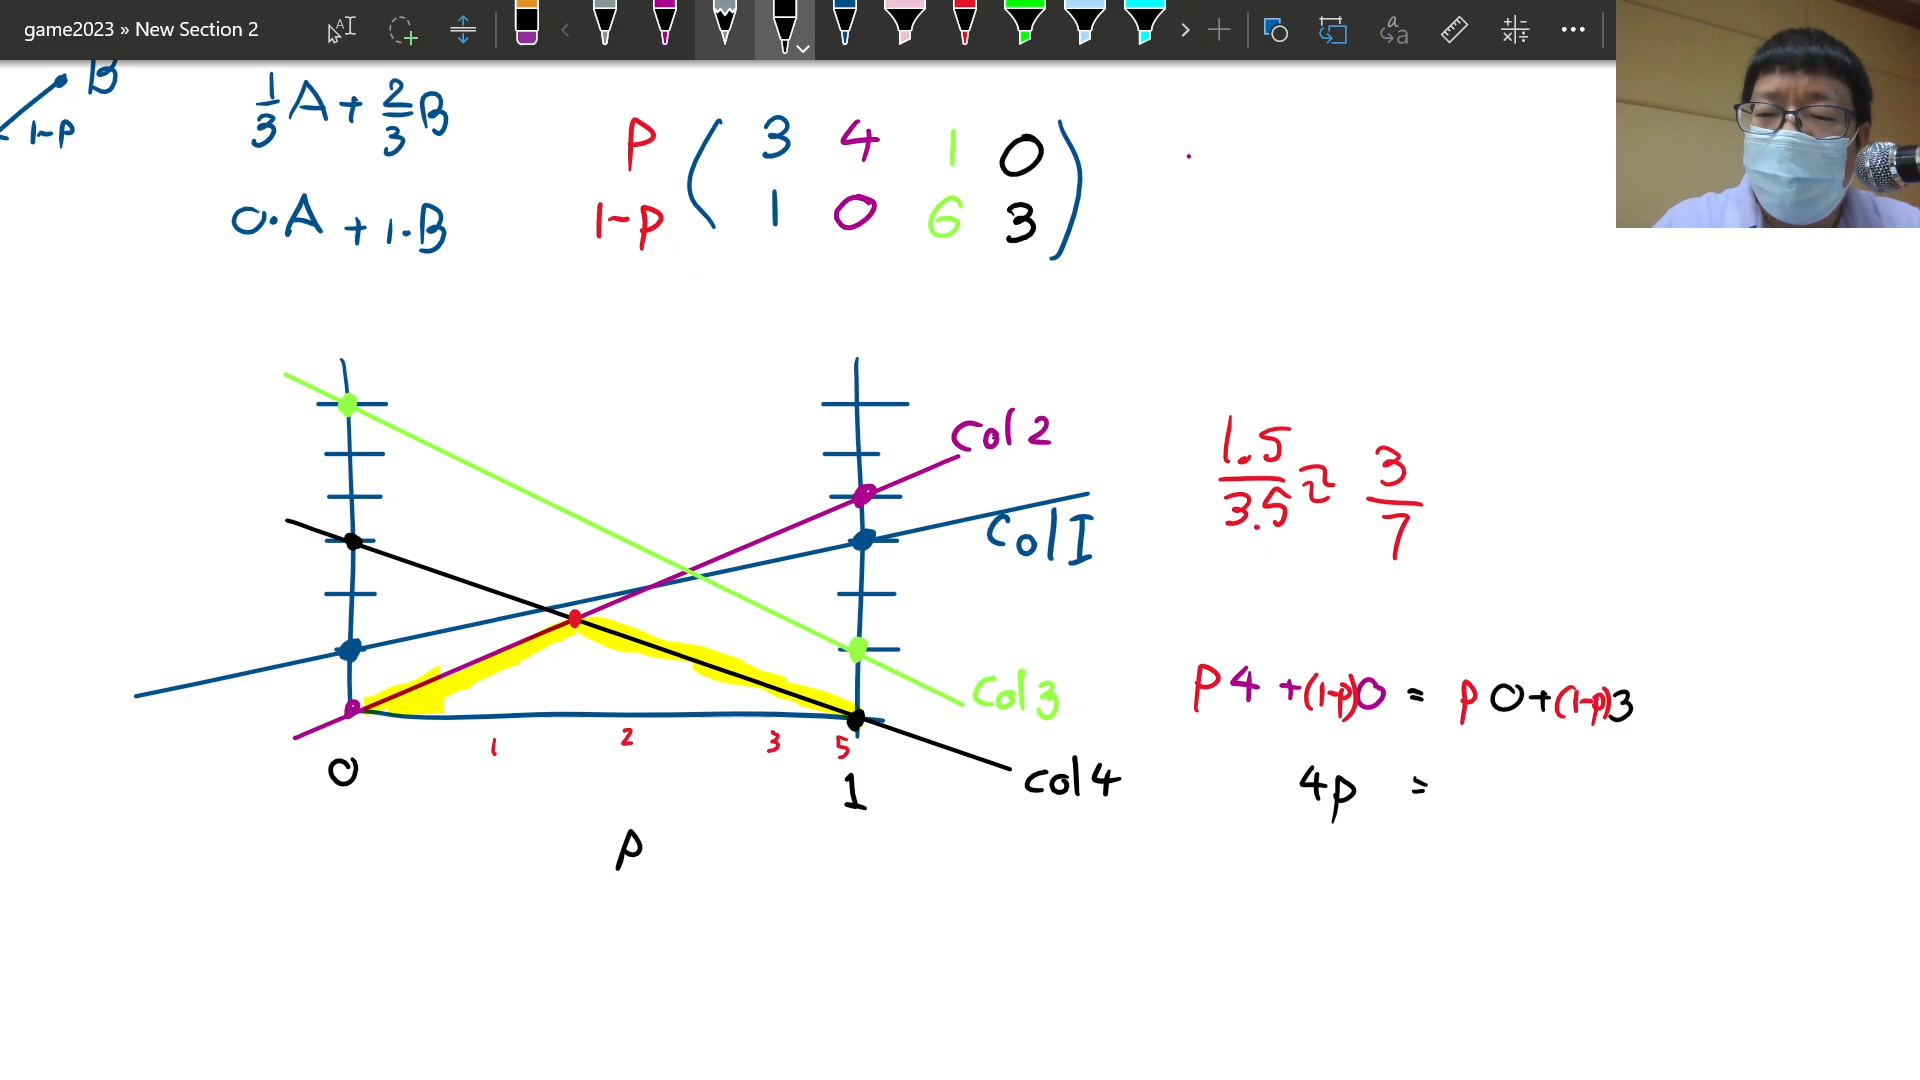 game2023 » New Section 2
B
1-p
1/3 A + 2/3 B
0·A + 1·B
P ( 3 4 1 0
1-P 1 0 6 3 )
Col 2
Col I
Col 3
Col 4
1 2 3 5
0 1
p
1.5/3.5 ≈ 3/7
P4 + (1-p)0 = p0+(1-p)3
4p =